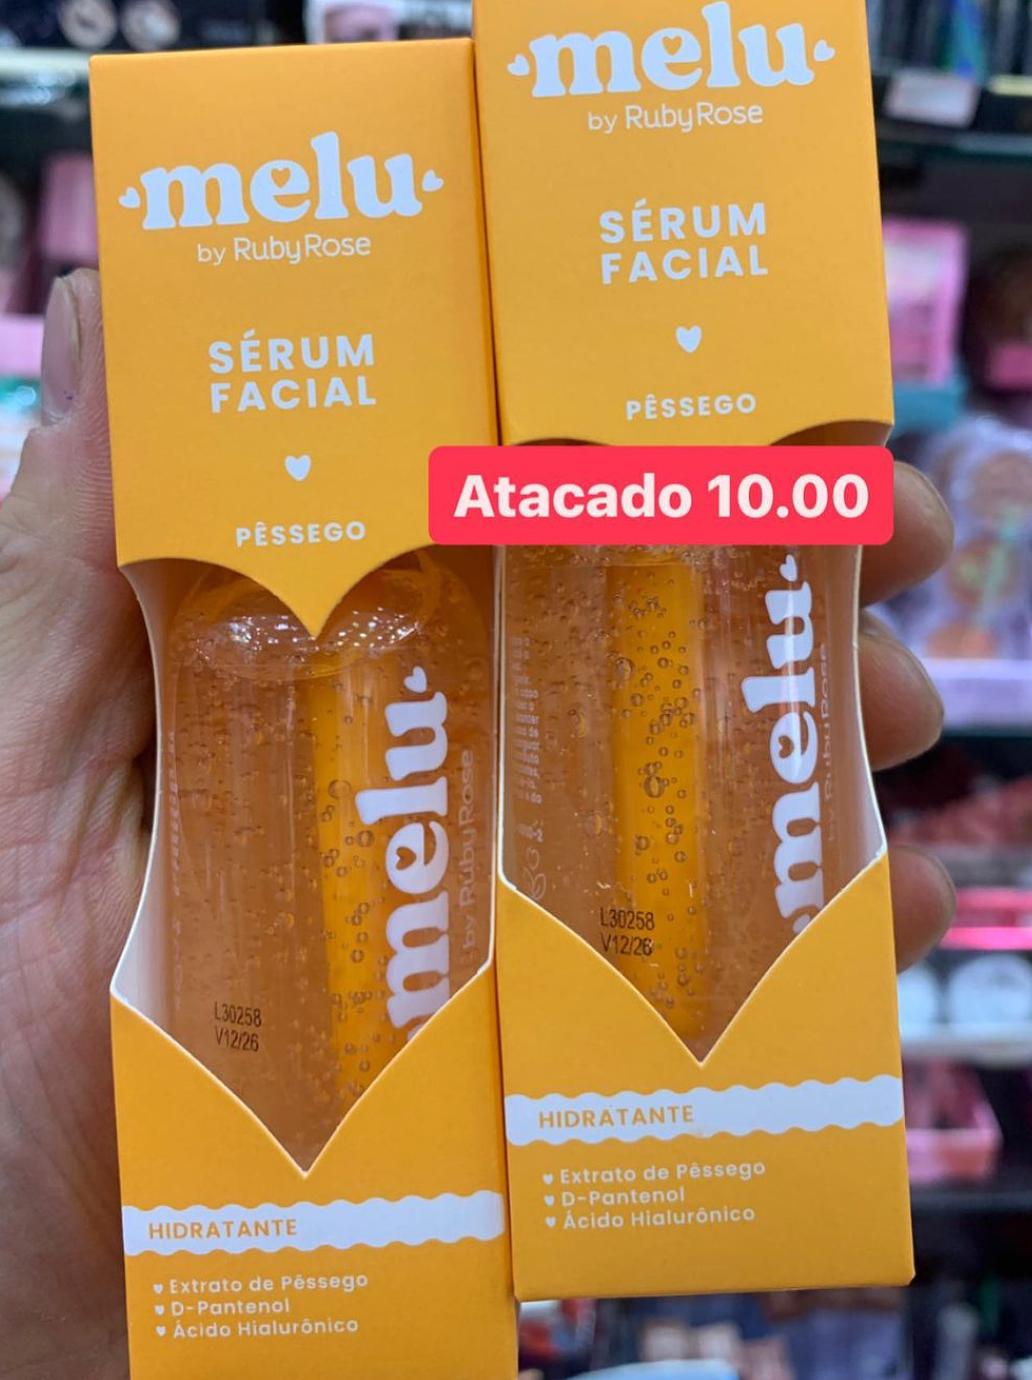 melu
by RubyRose
SÉRUM
FACIAL
PÊSSEGO
melu
by RubyRose
L30258
V12/26
HIDRATANTE
Extrato de Pêssego
D-Pantenol
Ácido Hialurônico
melu
by RubyRose
SÉRUM
FACIAL
PÊSSEGO
Atacado 10.00
melu
by RubyRose
L30258
V12/26
HIDRATANTE
Extrato de Pêssego
D-Pantenol
Ácido Hialurônico